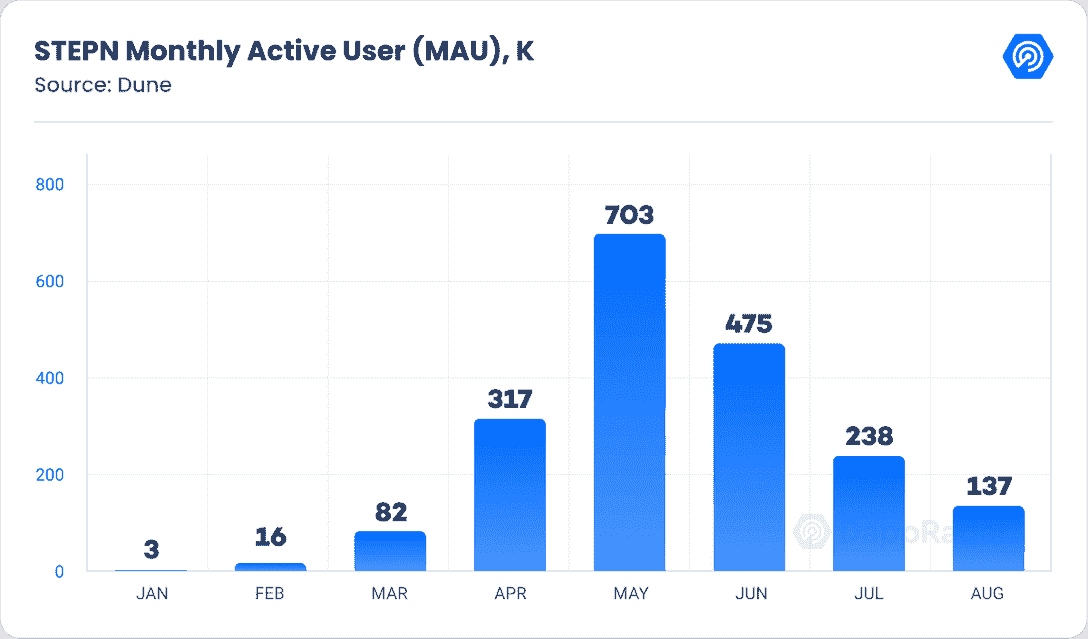 STEPN Monthly Active User (MAU), K
Source: Dune
800
600
400
200
0
3
16
82
317
703
475
238
137
JAN
FEB
MAR
APR
MAY
JUN
JUL
AUG